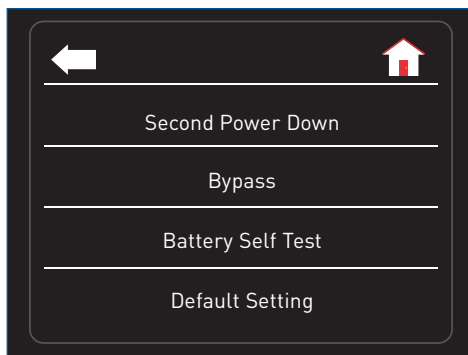 Second Power Down
Bypass
Battery Self Test
Default Setting